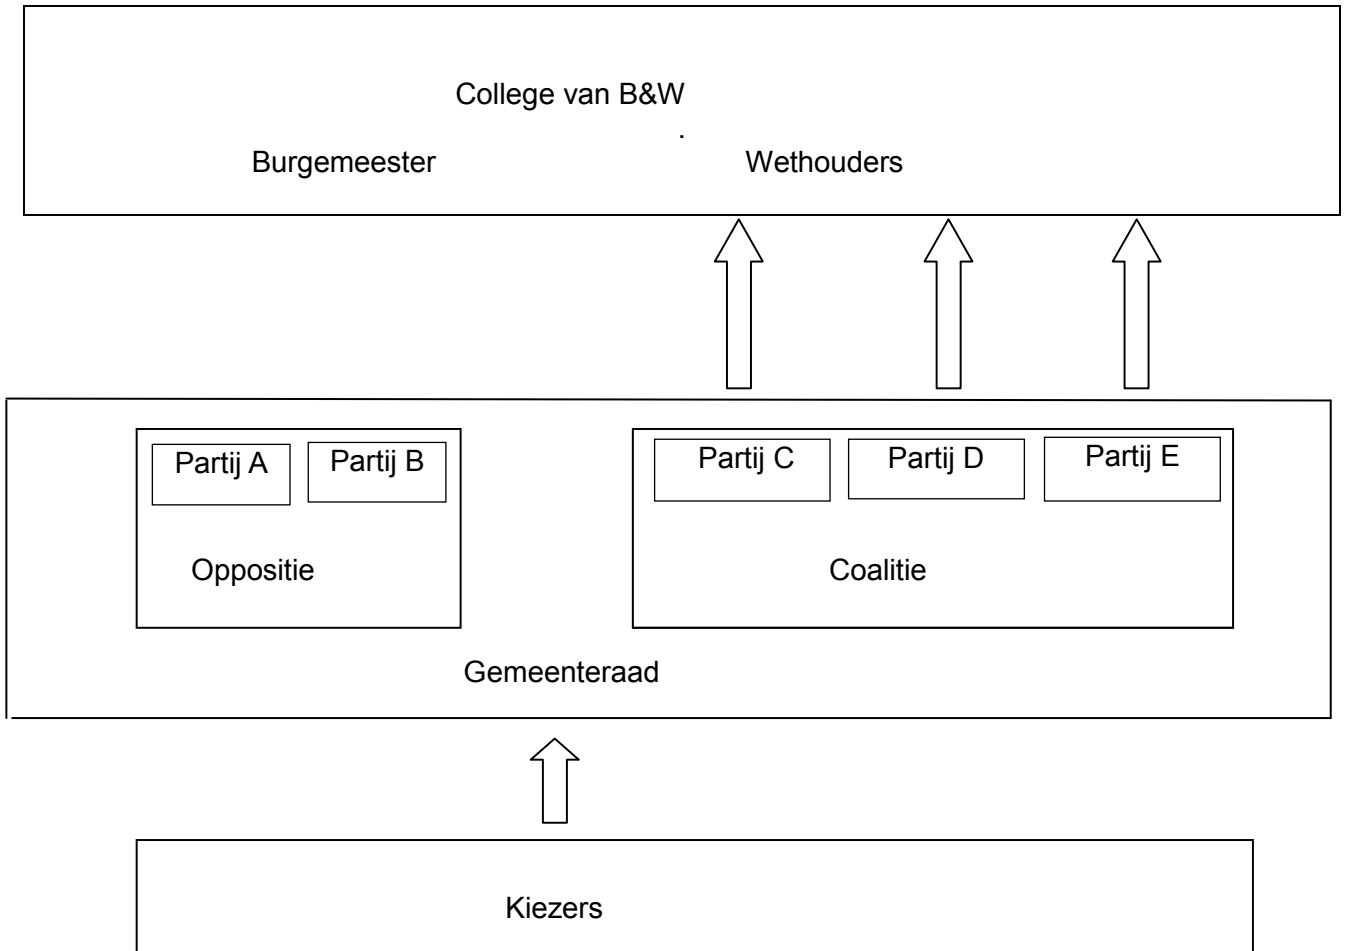 College van B&W
.
Burgemeester Wethouders
Partij A Partij B Partij C Partij D Partij E
Oppositie Coalitie
Gemeenteraad
Kiezers